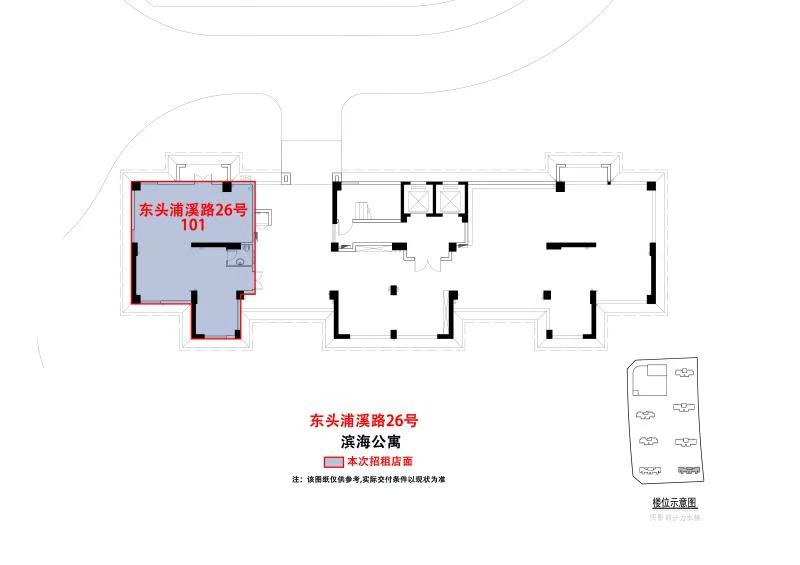 东头浦溪路26号
101
东头浦溪路26号
滨海公寓
本次招租店面
注：该图纸仅供参考,实际交付条件以现状为准
楼位示意图